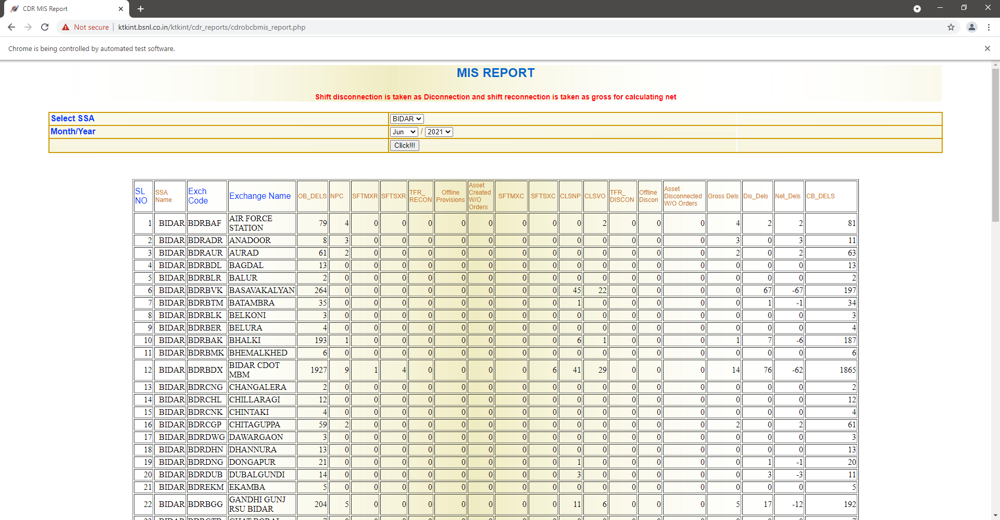 CDR MIS Report
Not secure | ktkint.bsnl.co.in/ktkint/cdr_reports/cdrobcbmis_report.php
Chrome is being controlled by automated test software.
MIS REPORT
Shift disconnection is taken as Diconnection and shift reconnection is taken as gross for calculating net
Select SSA BIDAR
Month/Year Jun / 2021
Click!!!
SL NO SSA Name Exch Code Exchange Name OB_DELS NPC SFTMXR SFTSXR TFR_ RECON Offline Provisions Asset Created W/O Orders SFTMXC SFTSXC CLSNP CLSVO TFR_ DISCON Offline Discon Asset Disconnected W/O Orders Gross Dels Dis_Dels Net_Dels CB_DELS
1 BIDAR BDRBAF AIR FORCE STATION 79 4 0 0 0 0 0 0 0 0 2 0 0 0 4 2 2 81
2 BIDAR BDRADR ANADOOR 8 3 0 0 0 0 0 0 0 0 0 0 0 0 3 0 3 11
3 BIDAR BDRAUR AURAD 61 2 0 0 0 0 0 0 0 0 0 0 0 0 2 0 2 63
4 BIDAR BDRBDL BAGDAL 13 0 0 0 0 0 0 0 0 0 0 0 0 0 0 0 0 13
5 BIDAR BDRBLR BALUR 2 0 0 0 0 0 0 0 0 0 0 0 0 0 0 0 0 2
6 BIDAR BDRBVK BASAVAKALYAN 264 0 0 0 0 0 0 0 0 45 22 0 0 0 0 67 -67 197
7 BIDAR BDRBTM BATAMBRA 35 0 0 0 0 0 0 0 0 1 0 0 0 0 0 1 -1 34
8 BIDAR BDRBLK BELKONI 3 0 0 0 0 0 0 0 0 0 0 0 0 0 0 0 0 3
9 BIDAR BDRBER BELURA 4 0 0 0 0 0 0 0 0 0 0 0 0 0 0 0 0 4
10 BIDAR BDRBAK BHALKI 193 1 0 0 0 0 0 0 0 6 1 0 0 0 1 7 -6 187
11 BIDAR BDRBMK BHEMALKHED 6 0 0 0 0 0 0 0 0 0 0 0 0 0 0 0 0 6
12 BIDAR BDRBDX BIDAR CDOT MBM 1927 9 1 4 0 0 0 0 6 41 29 0 0 0 14 76 -62 1865
13 BIDAR BDRCNG CHANGALERA 2 0 0 0 0 0 0 0 0 0 0 0 0 0 0 0 0 2
14 BIDAR BDRCHL CHILLARAGI 12 0 0 0 0 0 0 0 0 0 0 0 0 0 0 0 0 12
15 BIDAR BDRCNK CHINTAKI 4 0 0 0 0 0 0 0 0 0 0 0 0 0 0 0 0 4
16 BIDAR BDRCGP CHITAGUPPA 59 2 0 0 0 0 0 0 0 0 0 0 0 0 2 0 2 61
17 BIDAR BDRDWG DAWARGAON 3 0 0 0 0 0 0 0 0 0 0 0 0 0 0 0 0 3
18 BIDAR BDRDHN DHANNURA 13 0 0 0 0 0 0 0 0 0 0 0 0 0 0 0 0 13
19 BIDAR BDRDNG DONGAPUR 21 0 0 0 0 0 0 0 0 1 0 0 0 0 0 1 -1 20
20 BIDAR BDRDUB DUBALGUNDI 14 0 0 0 0 0 0 0 0 3 0 0 0 0 0 3 -3 11
21 BIDAR BDREKM EKAMBA 5 0 0 0 0 0 0 0 0 0 0 0 0 0 0 0 0 5
22 BIDAR BDRBGG GANDHI GUNJ RSU BIDAR 204 5 0 0 0 0 0 0 0 11 6 0 0 0 5 17 -12 192